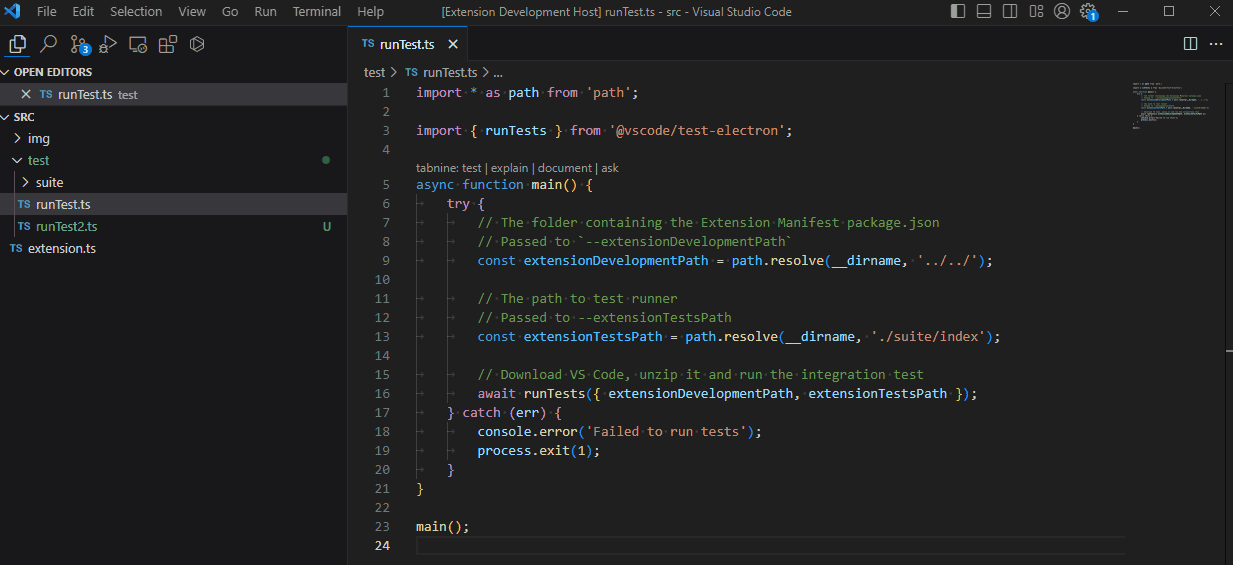 File Edit Selection View Go Run Terminal Help [Extension Development Host] runTest.ts - src - Visual Studio Code
3
1
OPEN EDITORS
TS runTest.ts test
SRC
img
test
suite
TS runTest.ts
TS runTest2.ts U
TS extension.ts
TS runTest.ts
test > TS runTest.ts > ...
1 import * as path from 'path';
2
3 import { runTests } from '@vscode/test-electron';
4
tabnine: test | explain | document | ask
5 async function main() {
6 try {
7 // The folder containing the Extension Manifest package.json
8 // Passed to `--extensionDevelopmentPath`
9 const extensionDevelopmentPath = path.resolve(__dirname, '../../');
10
11 // The path to test runner
12 // Passed to --extensionTestsPath
13 const extensionTestsPath = path.resolve(__dirname, './suite/index');
14
15 // Download VS Code, unzip it and run the integration test
16 await runTests({ extensionDevelopmentPath, extensionTestsPath });
17 } catch (err) {
18 console.error('Failed to run tests');
19 process.exit(1);
20 }
21 }
22
23 main();
24